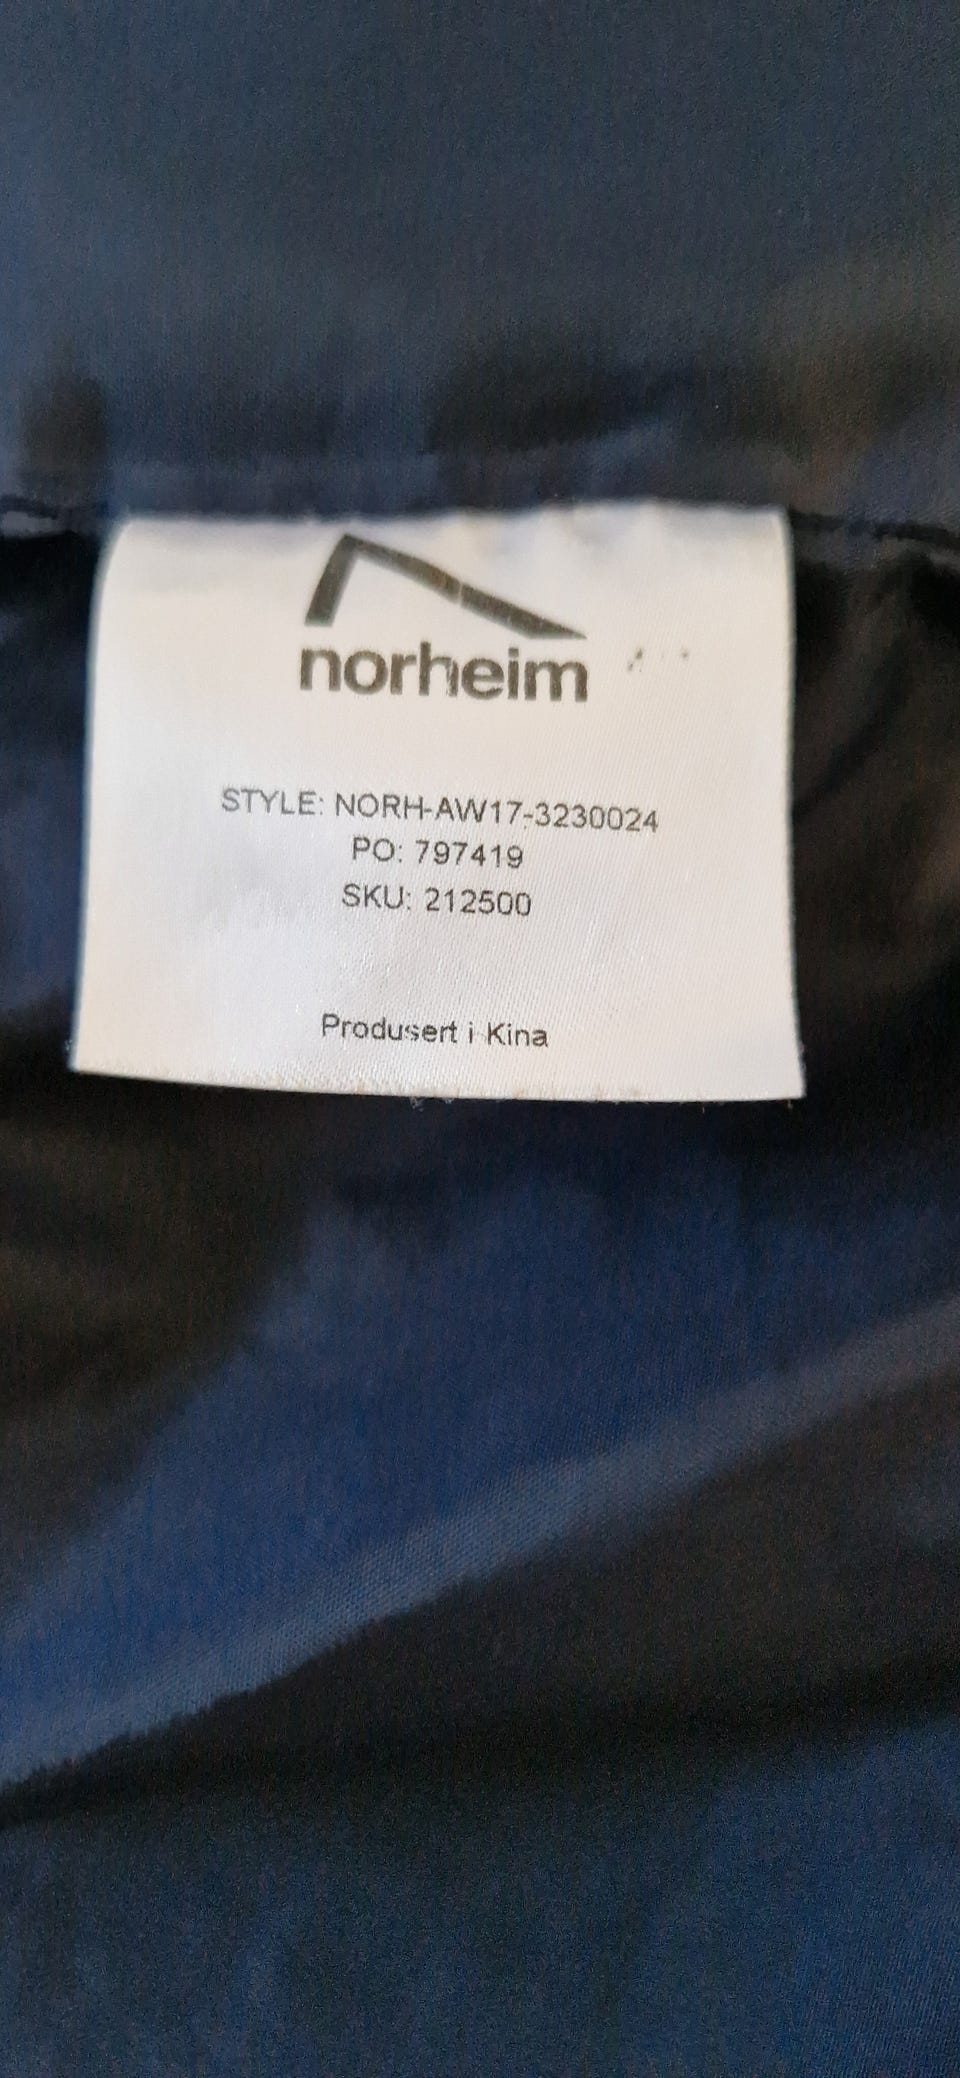 norheim
STYLE: NORH-AW17-3230024
PO: 797419
SKU: 212500
Produsert i Kina